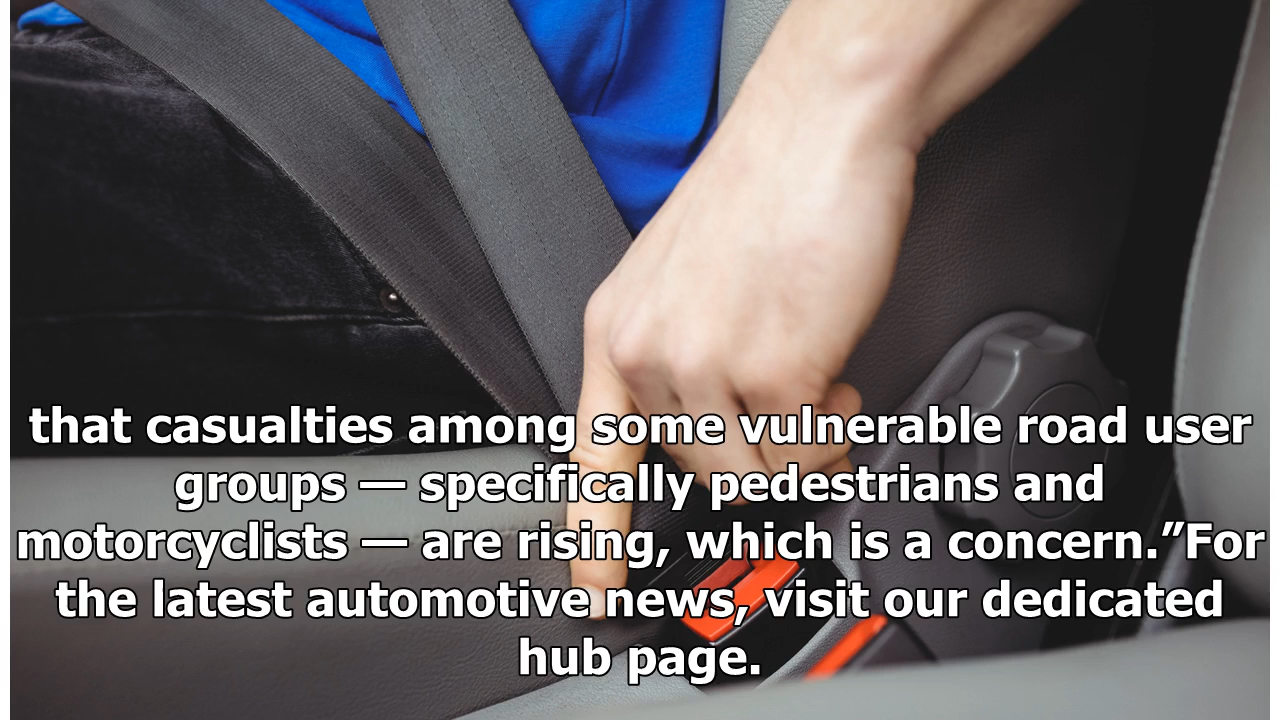 that casualties among some vulnerable road user
groups — specifically pedestrians and
motorcyclists — are rising, which is a concern.”For
the latest automotive news, visit our dedicated
hub page.